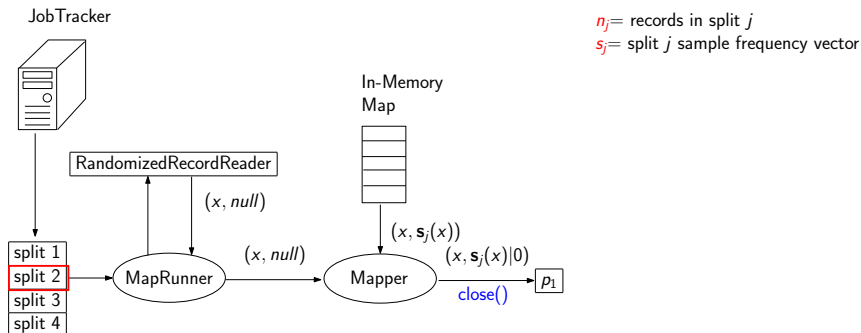 JobTracker
n_j= records in split j
s_j= split j sample frequency vector
In-Memory
Map
RandomizedRecordReader
(x, null)
(x, s_j(x))
split 1
split 2
split 3
split 4
MapRunner
(x, null)
Mapper
(x, s_j(x)|0)
close()
p_1